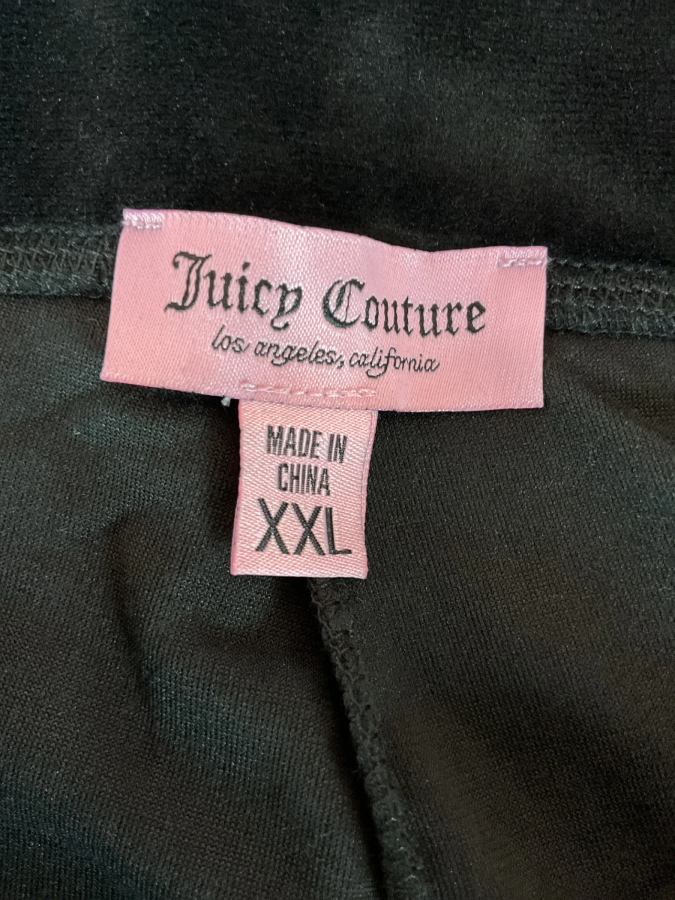 Juicy Couture
los angeles, california
MADE IN
CHINA
XXL